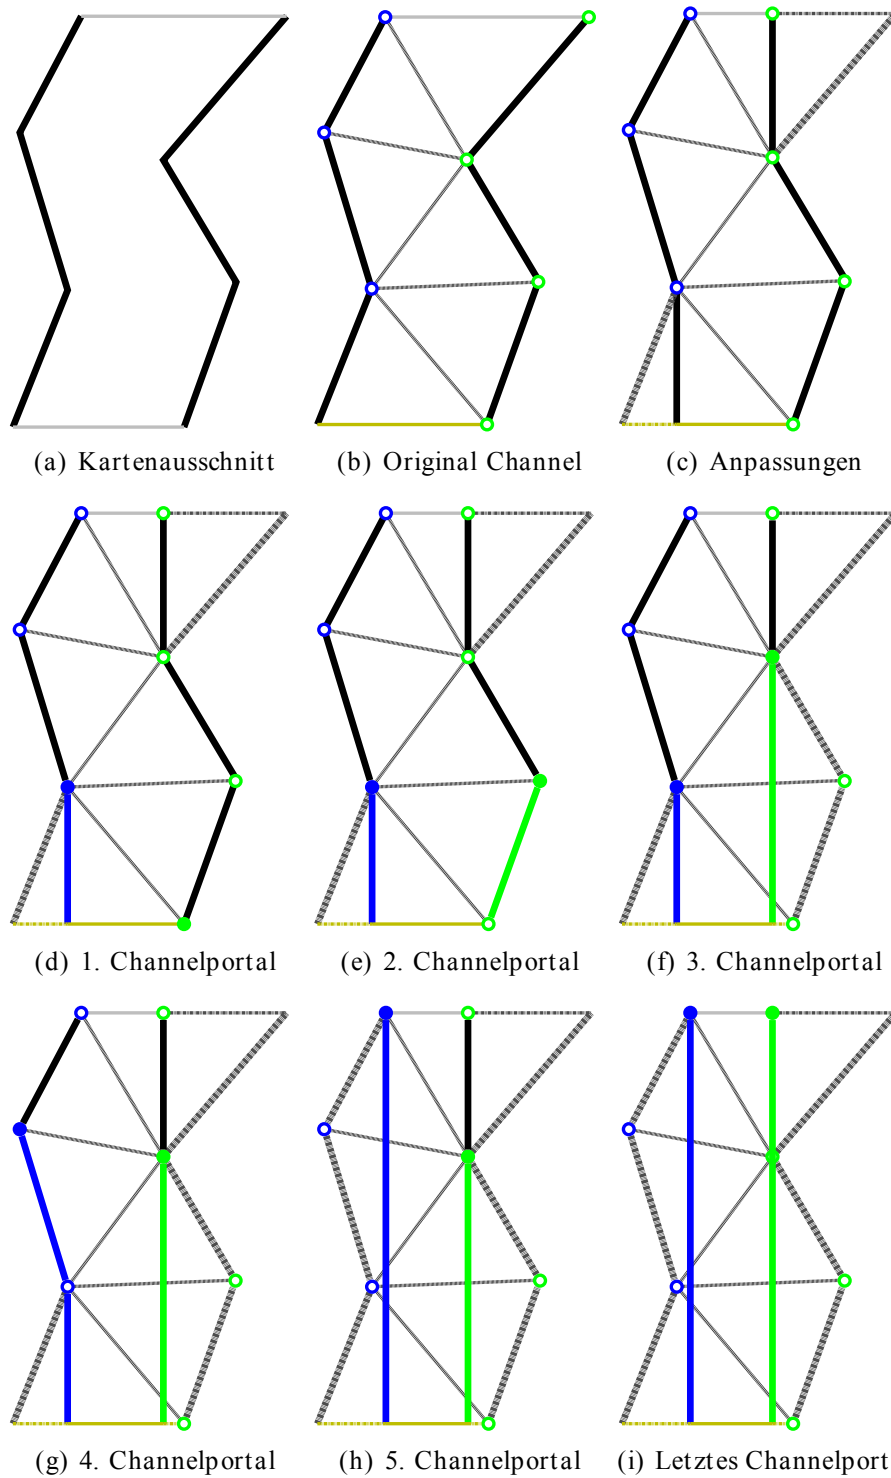 (a) Kartenausschnitt
(b) Original Channel
(c) Anpassungen
(d) 1. Channelportal
(e) 2. Channelportal
(f) 3. Channelportal
(g) 4. Channelportal
(h) 5. Channelportal
(i) Letztes Channelport